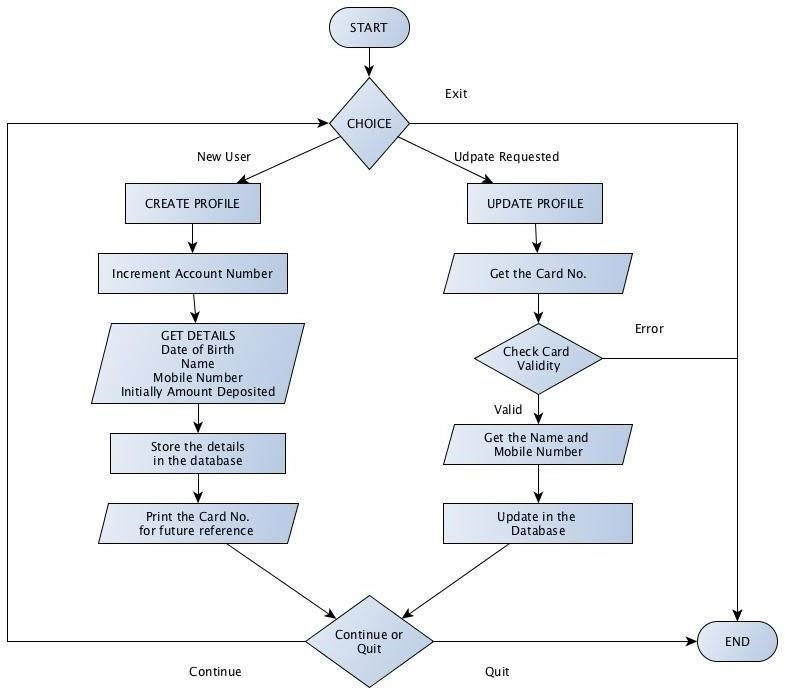 START
Exit
CHOICE
New User
Udpate Requested
CREATE PROFILE
UPDATE PROFILE
Increment Account Number
Get the Card No.
GET DETAILS
Date of Birth
Name
Mobile Number
Initially Amount Deposited
Error
Check Card
Validity
Valid
Store the details
in the database
Get the Name and
Mobile Number
Print the Card No.
for future reference
Update in the
Database
Continue or
Quit
END
Continue
Quit